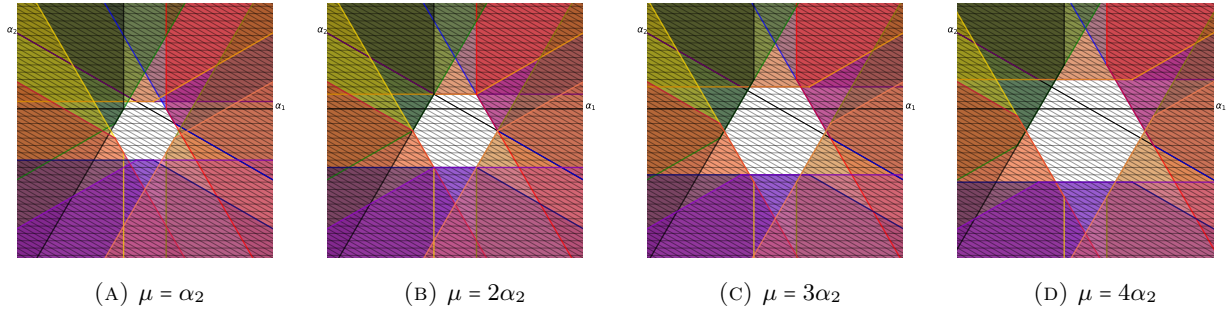 α₂ α₁
α₂ α₁
α₂ α₁
α₂ α₁
(A) μ = α₂
(B) μ = 2α₂
(C) μ = 3α₂
(D) μ = 4α₂